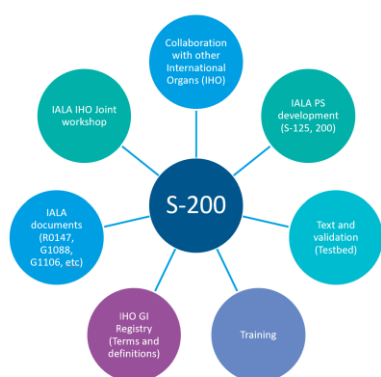 Collaboration
with other
International
Organs (IHO)
IALA IHO Joint
workshop
IALA PS
development
(S-125, 200)
S-200
IALA
documents
(R0147,
G1088,
G1106, etc)
Text and
validation
(Testbed)
IHO GI
Registry
(Terms and
definitions)
Training